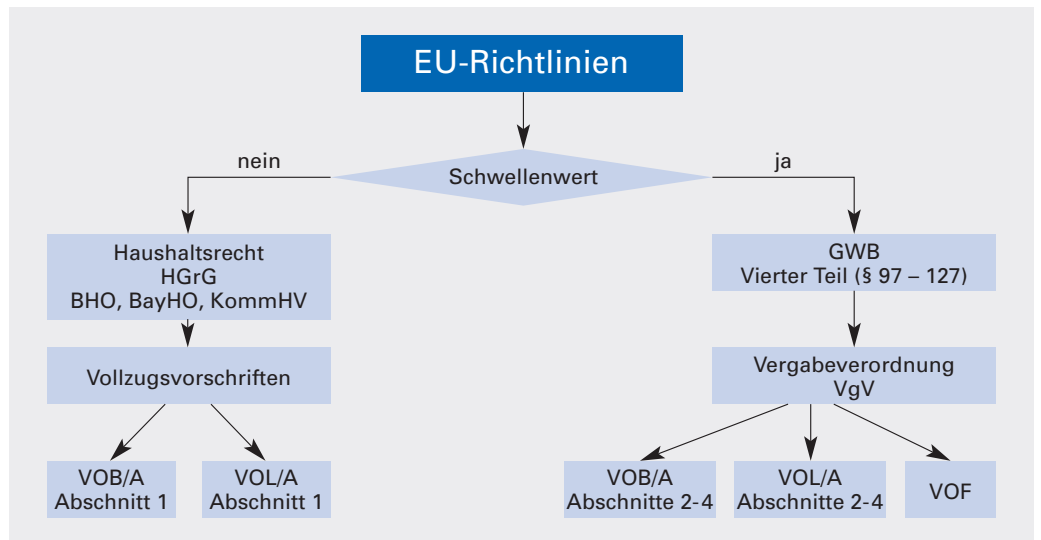 EU-Richtlinien
nein
Schwellenwert
ja
Haushaltsrecht
HGrG
BHO, BayHO, KommHV
GWB
Vierter Teil (§ 97 – 127)
Vollzugsvorschriften
Vergabeverordnung
VgV
VOB/A
Abschnitt 1
VOL/A
Abschnitt 1
VOB/A
Abschnitte 2-4
VOL/A
Abschnitte 2-4
VOF